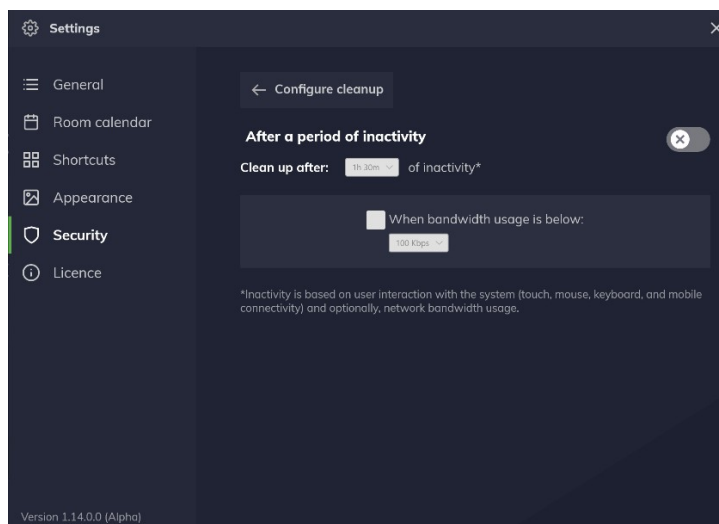 Settings
General
Room calendar
Shortcuts
Appearance
Security
Licence
Configure cleanup
After a period of inactivity
Clean up after: 1h 30m of inactivity*
When bandwidth usage is below:
100 Kbps
*Inactivity is based on user interaction with the system (touch, mouse, keyboard, and mobile
connectivity) and optionally, network bandwidth usage.
Version 1.14.0.0 (Alpha)